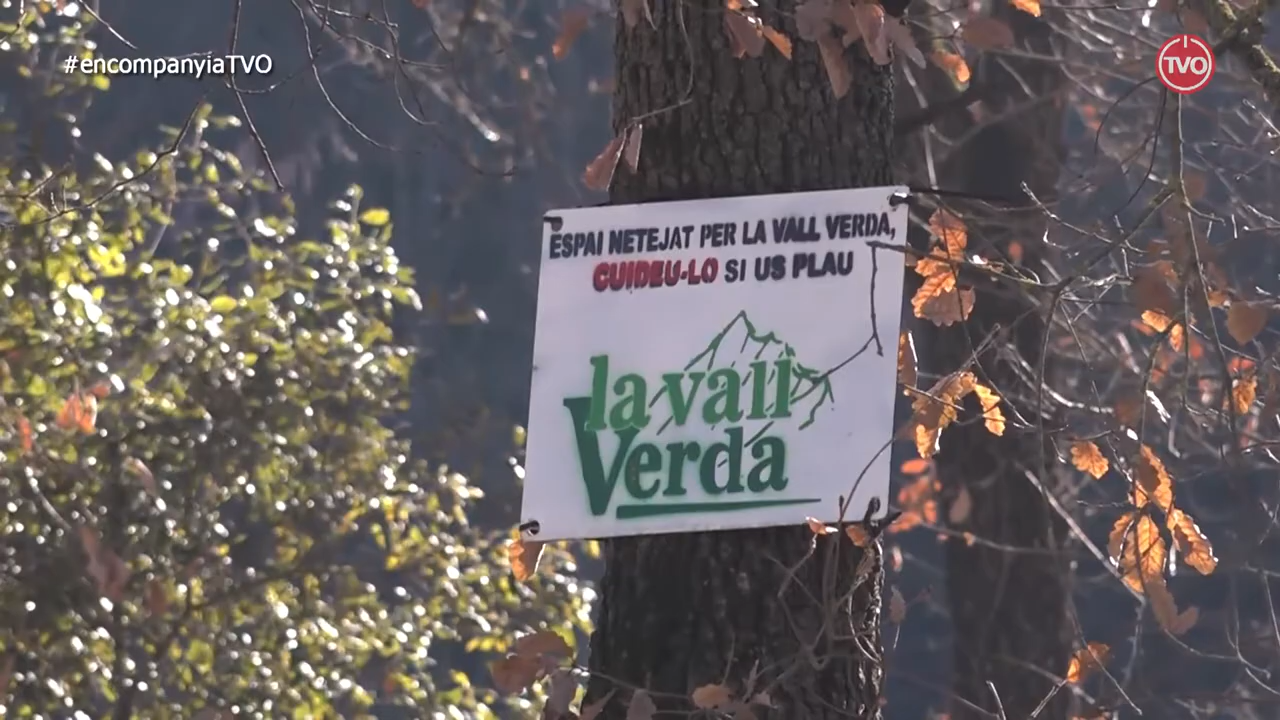 #encompanyiaTVO
TVO
ESPAI NETEJAT PER LA VALL VERDA,
CUIDEU-LO SI US PLAU
la vall
Verda